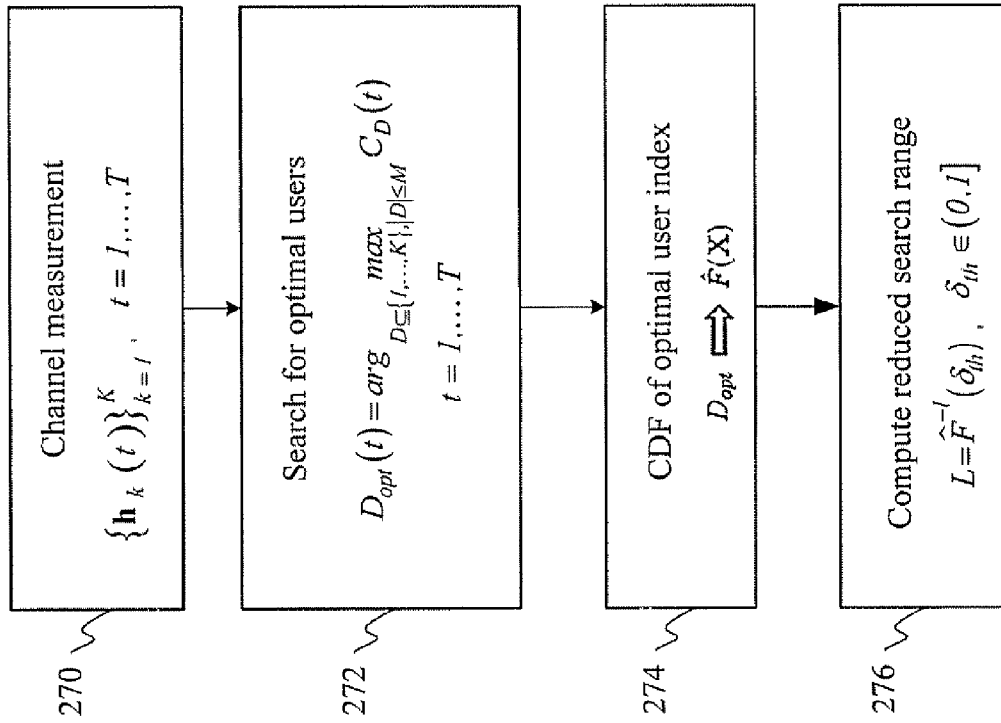 270
Channel measurement
{h_k(t)}_{k=1}^K, t = 1,...,T
272
Search for optimal users
D_opt(t) = arg max_{D⊆{1,...,K},|D|≤M} C_D(t)
t = 1,...,T
274
CDF of optimal user index
D_opt ⇒ F̂(X)
276
Compute reduced search range
L=F̂^{-1}(δ_th), δ_th ∈ (0,1]